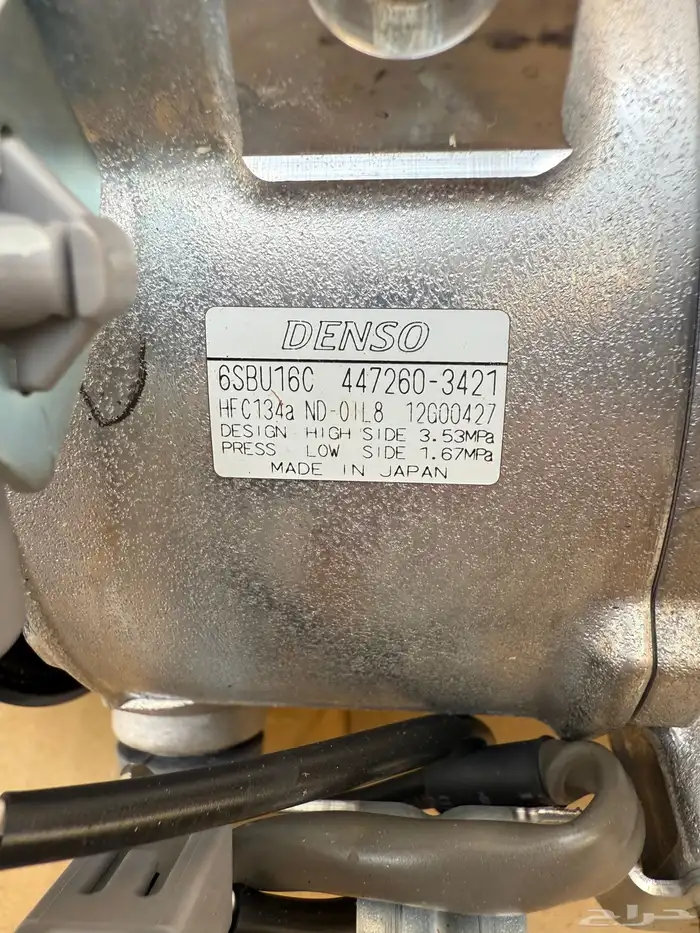 DENSO
6SBU16C 447260-3421
HFC134a ND-OIL8 12G00427
DESIGN HIGH SIDE 3.53MPa
PRESS LOW SIDE 1.67MPa
MADE IN JAPAN
حراج